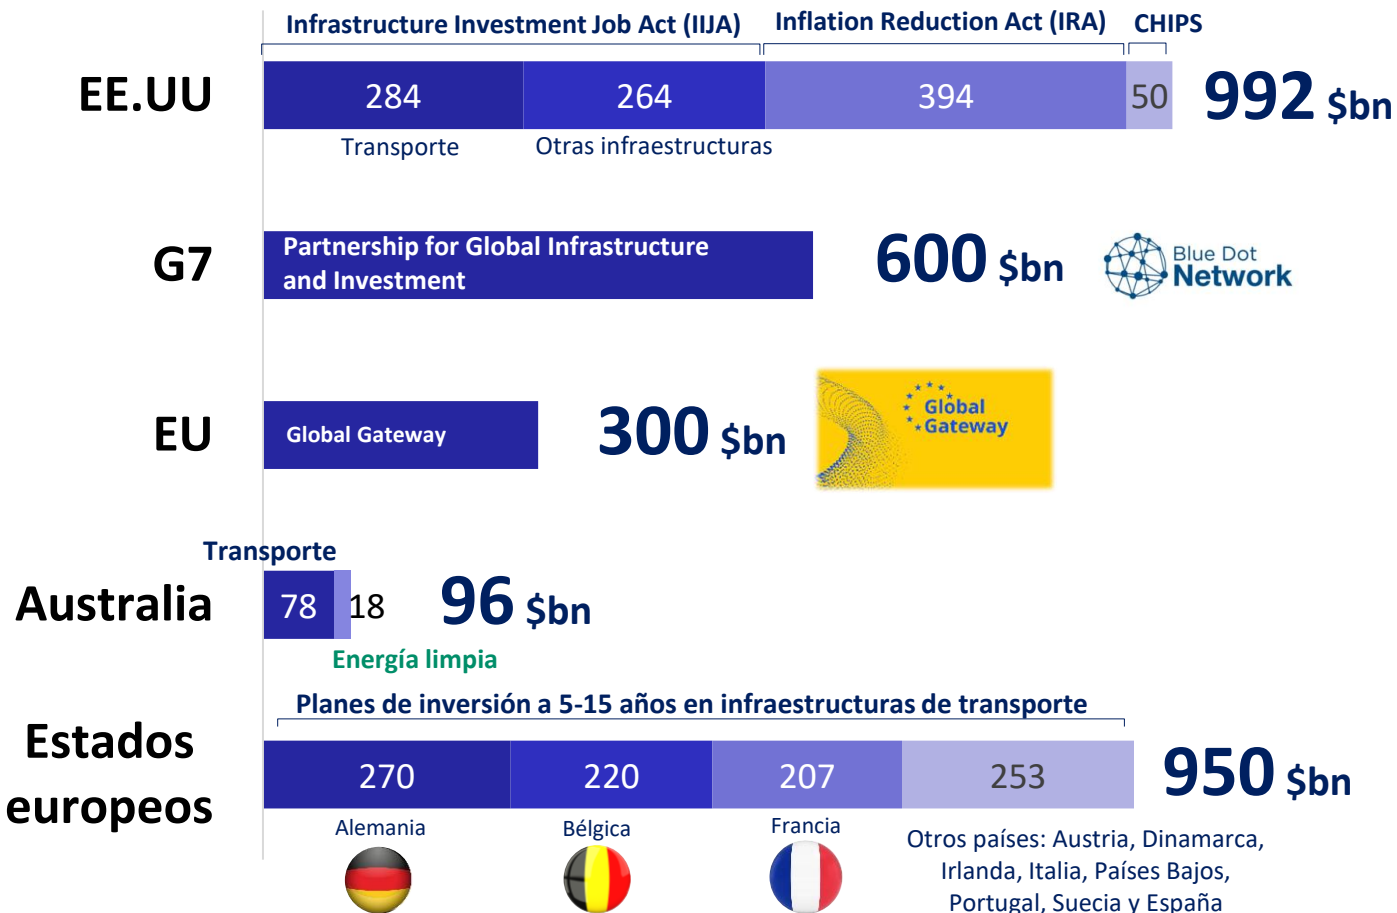 Infrastructure Investment Job Act (IIJA)
Inflation Reduction Act (IRA)
CHIPS
EE.UU
284
264
394
50
992 $bn
Transporte
Otras infraestructuras
G7
Partnership for Global Infrastructure
and Investment
600 $bn
Blue Dot
Network
EU
Global Gateway
300 $bn
Global
Gateway
Transporte
Australia
78
18
96 $bn
Energía limpia
Planes de inversión a 5-15 años en infraestructuras de transporte
Estados
europeos
270
220
207
253
950 $bn
Alemania
Bélgica
Francia
Otros países: Austria, Dinamarca,
Irlanda, Italia, Países Bajos,
Portugal, Suecia y España